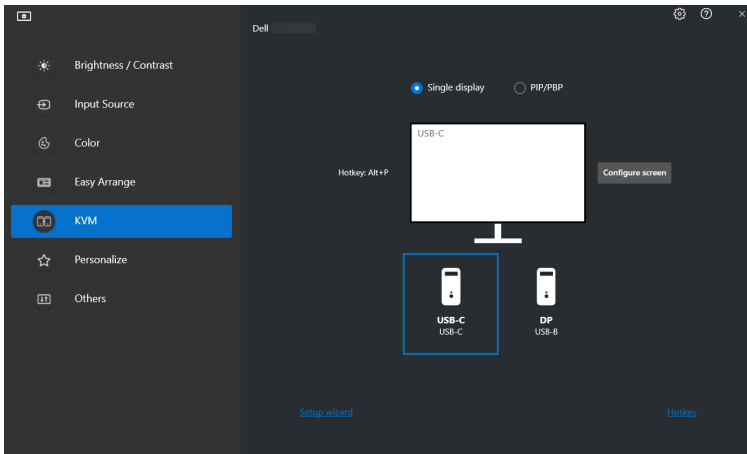 Dell
Brightness / Contrast
Input Source
Color
Easy Arrange
KVM
Personalize
Others
Single display
PIP/PBP
USB-C
Hotkey: Alt+P
Configure screen
USB-C
USB-C
DP
USB-B
Setup wizard
Hotkey